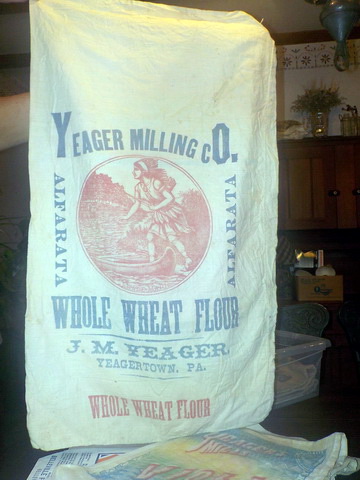 YEAGER MILLING CO.
ALFARATA
ALFARATA
WHOLE WHEAT FLOUR
J. M. YEAGER
YEAGERTOWN, PA.
WHOLE WHEAT FLOUR